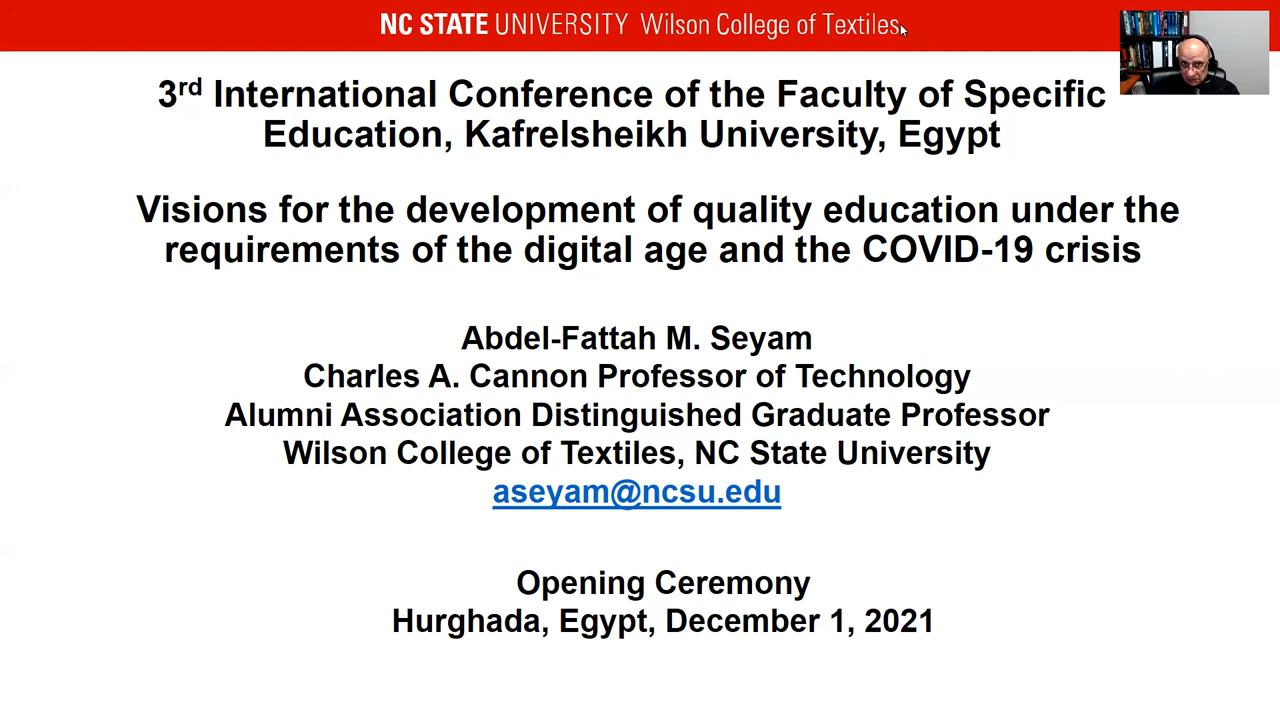 NC STATE UNIVERSITY Wilson College of Textiles
3rd International Conference of the Faculty of Specific
Education, Kafrelsheikh University, Egypt
Visions for the development of quality education under the
requirements of the digital age and the COVID-19 crisis
Abdel-Fattah M. Seyam
Charles A. Cannon Professor of Technology
Alumni Association Distinguished Graduate Professor
Wilson College of Textiles, NC State University
aseyam@ncsu.edu
Opening Ceremony
Hurghada, Egypt, December 1, 2021